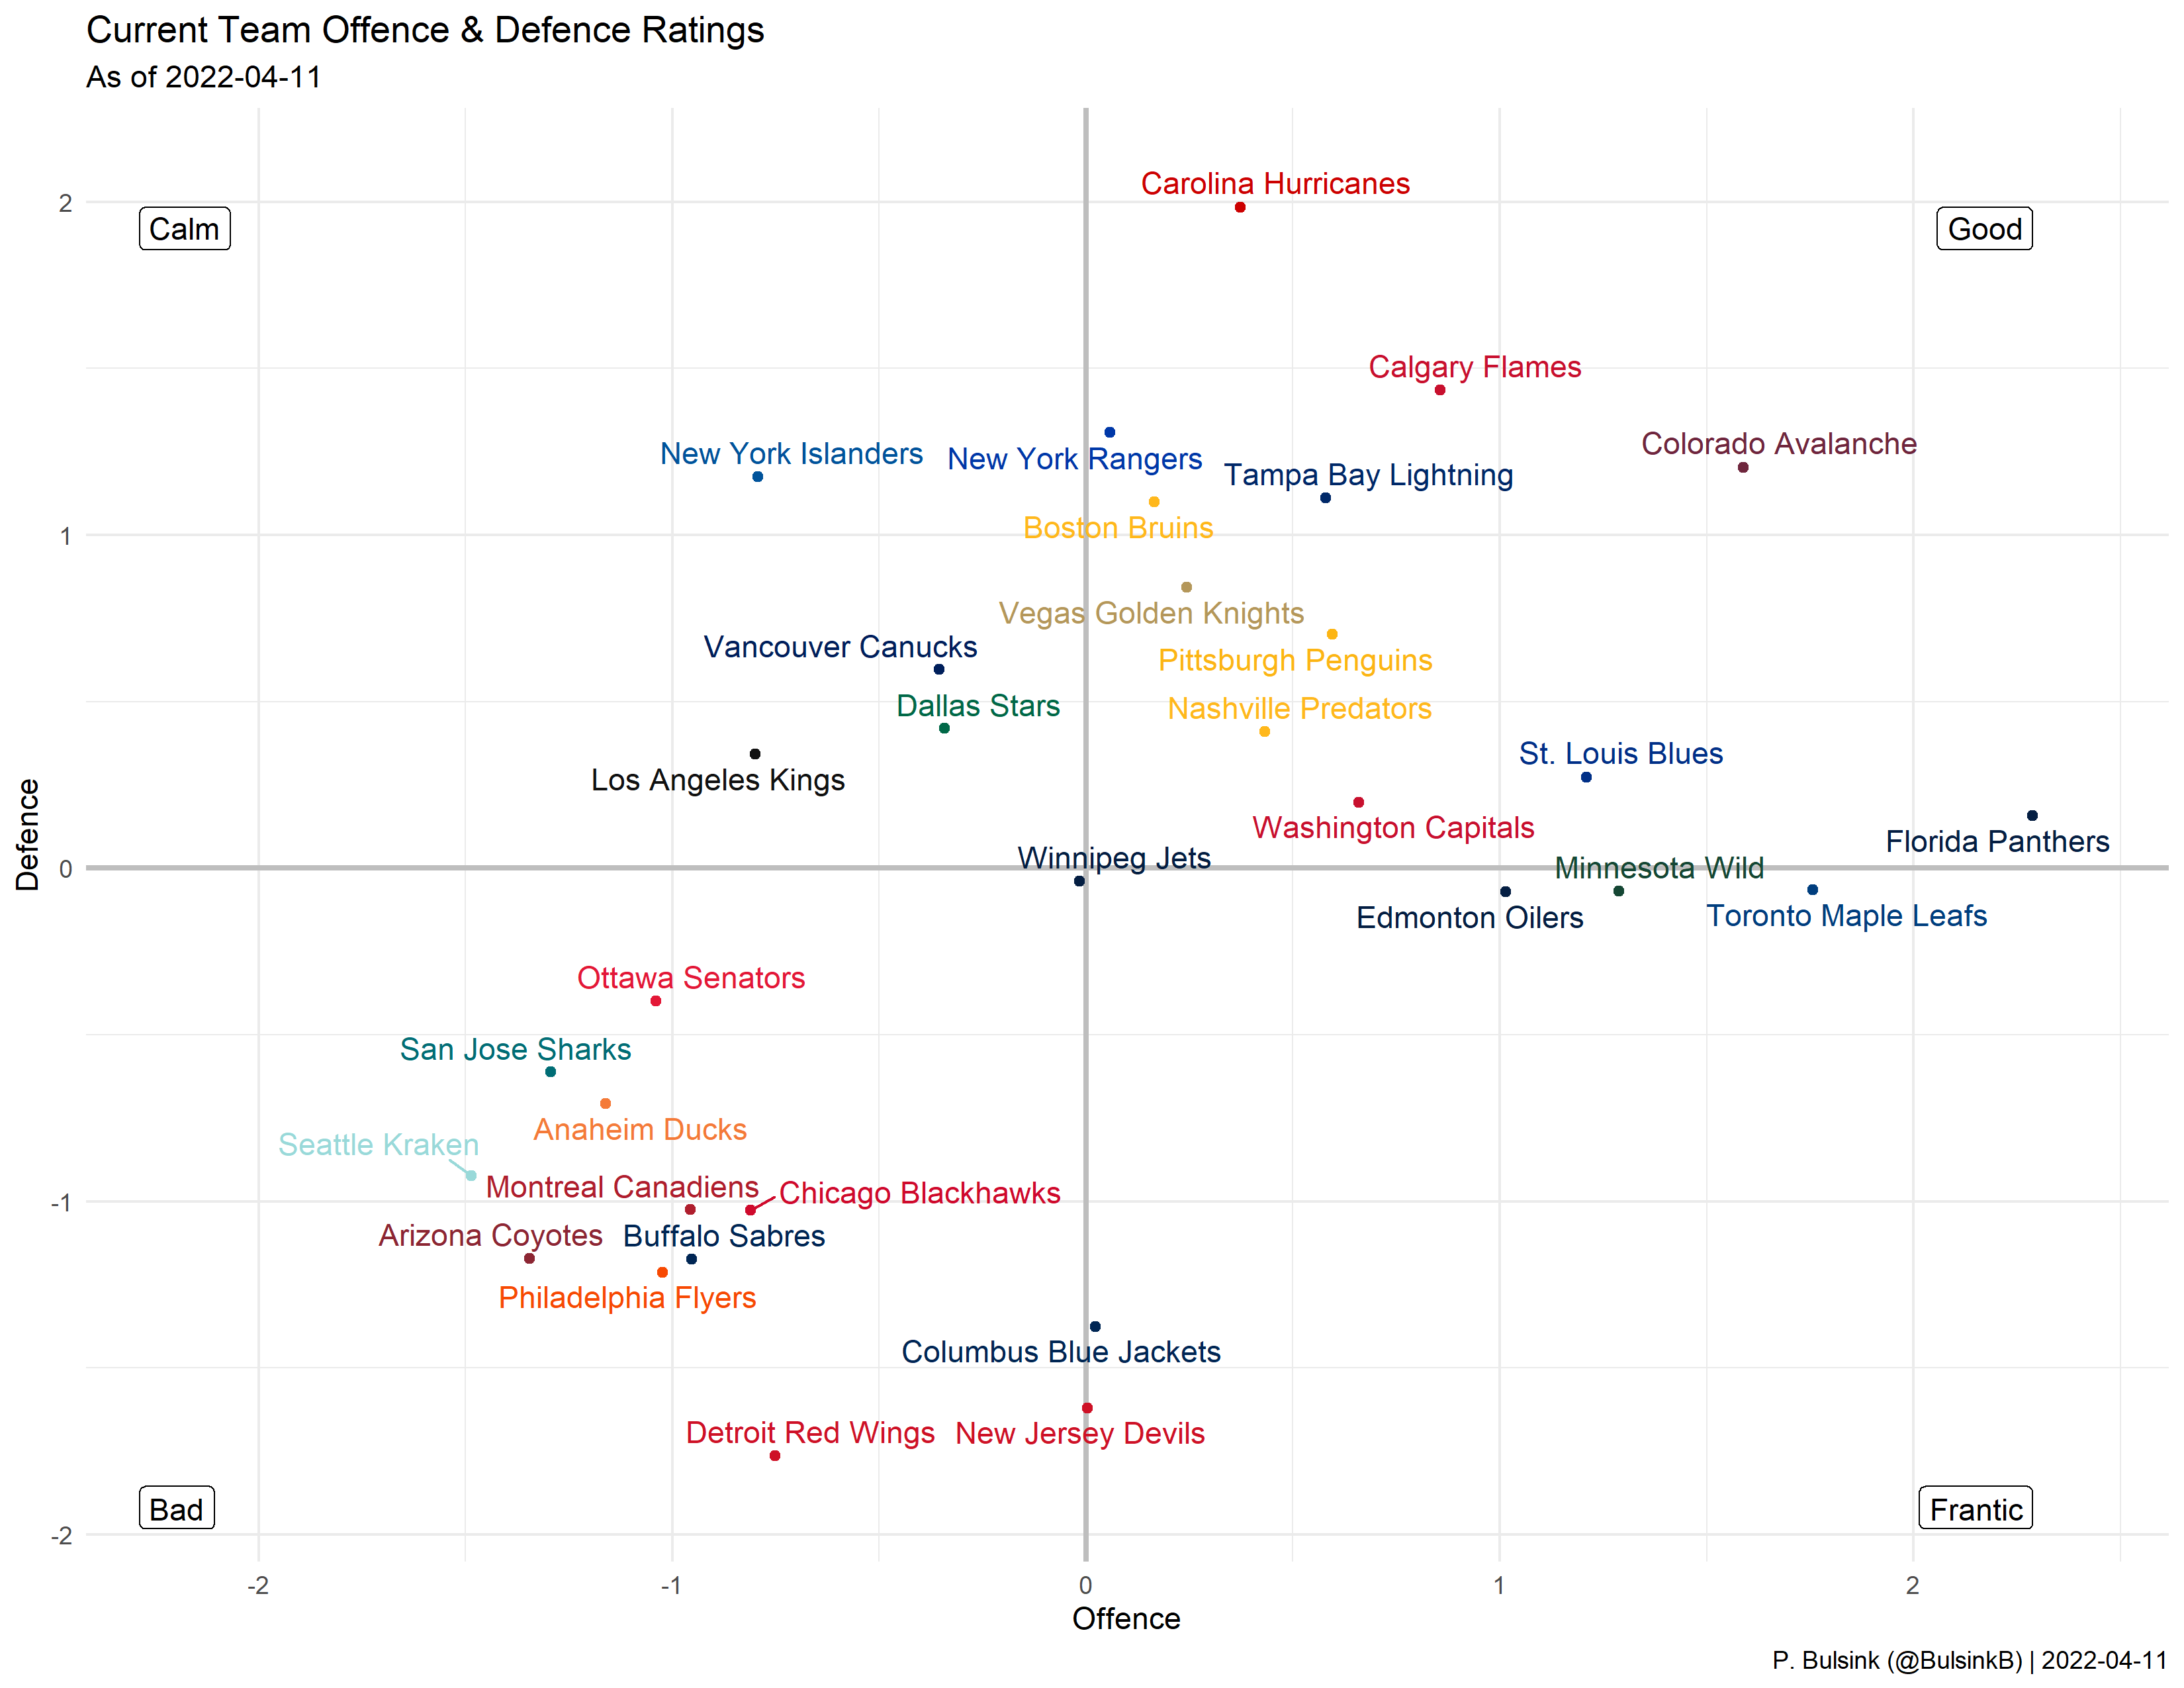 Current Team Offence & Defence Ratings
As of 2022-04-11
Carolina Hurricanes
2
Calm
Good
Calgary Flames
Colorado Avalanche
New York Islanders
New York Rangers
Tampa Bay Lightning
Boston Bruins
1
Vegas Golden Knights
Vancouver Canucks
Pittsburgh Penguins
Dallas Stars
Nashville Predators
St. Louis Blues
Los Angeles Kings
Washington Capitals
Florida Panthers
Defence
Winnipeg Jets
0
Minnesota Wild
Edmonton Oilers
Toronto Maple Leafs
Ottawa Senators
San Jose Sharks
Anaheim Ducks
Seattle Kraken
Montreal Canadiens
Chicago Blackhawks
-1
Arizona Coyotes
Buffalo Sabres
Philadelphia Flyers
Columbus Blue Jackets
Detroit Red Wings
New Jersey Devils
Bad
Frantic
-2
-2
-1
0
1
2
Offence
P. Bulsink (@BulsinkB) | 2022-04-11